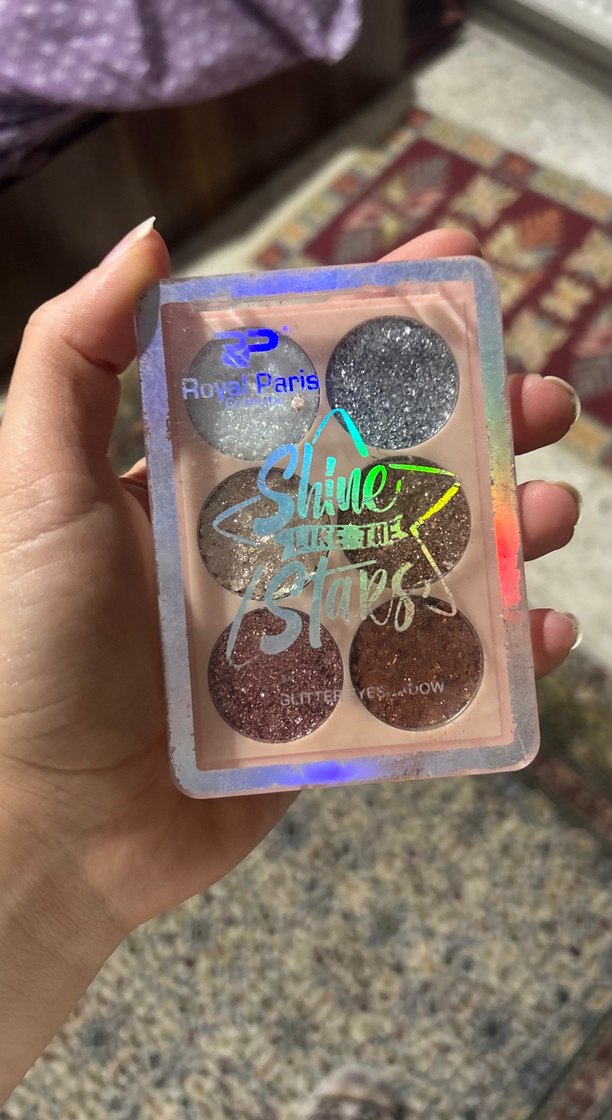 RP®
Royal Paris
Shine
LIKE THE
Stars
GLITTER EYESHADOW